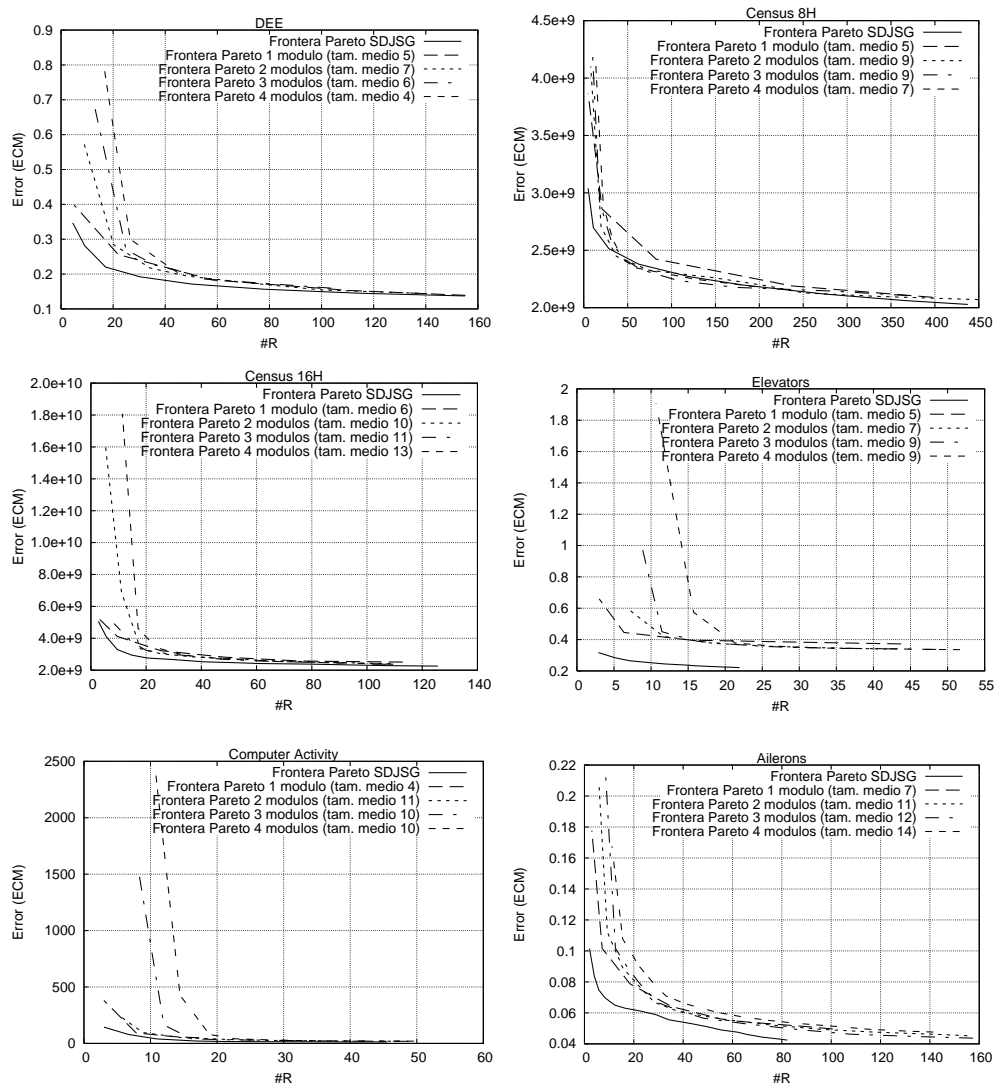 DEE
0.9
0.8
0.7
0.6
0.5
0.4
0.3
0.2
0.1
Error (ECM)
0 20 40 60 80 100 120 140 160
#R
Frontera Pareto SDJSG
Frontera Pareto 1 modulo (tam. medio 5)
Frontera Pareto 2 modulos (tam. medio 7)
Frontera Pareto 3 modulos (tam. medio 6)
Frontera Pareto 4 modulos (tam. medio 4)
Census 8H
4.5e+9
4.0e+9
3.5e+9
3.0e+9
2.5e+9
2.0e+9
Error (ECM)
0 50 100 150 200 250 300 350 400 450
#R
Frontera Pareto SDJSG
Frontera Pareto 1 modulo (tam. medio 5)
Frontera Pareto 2 modulos (tam. medio 9)
Frontera Pareto 3 modulos (tam. medio 9)
Frontera Pareto 4 modulos (tam. medio 7)
Census 16H
2.0e+10
1.8e+10
1.6e+10
1.4e+10
1.2e+10
1.0e+10
8.0e+9
6.0e+9
4.0e+9
2.0e+9
Error (ECM)
0 20 40 60 80 100 120 140
#R
Frontera Pareto SDJSG
Frontera Pareto 1 modulo (tam. medio 6)
Frontera Pareto 2 modulos (tam. medio 10)
Frontera Pareto 3 modulos (tam. medio 11)
Frontera Pareto 4 modulos (tam. medio 13)
Elevators
2
1.8
1.6
1.4
1.2
1
0.8
0.6
0.4
0.2
Error (ECM)
0 5 10 15 20 25 30 35 40 45 50 55
#R
Frontera Pareto SDJSG
Frontera Pareto 1 modulo (tam. medio 5)
Frontera Pareto 2 modulos (tam. medio 7)
Frontera Pareto 3 modulos (tam. medio 9)
Frontera Pareto 4 modulos (tem. medio 9)
Computer Activity
2500
2000
1500
1000
500
0
Error (ECM)
0 10 20 30 40 50 60
#R
Frontera Pareto SDJSG
Frontera Pareto 1 modulo (tam. medio 4)
Frontera Pareto 2 modulos (tam. medio 11)
Frontera Pareto 3 modulos (tam. medio 10)
Frontera Pareto 4 modulos (tam. medio 10)
Ailerons
0.22
0.2
0.18
0.16
0.14
0.12
0.1
0.08
0.06
0.04
Error (ECM)
0 20 40 60 80 100 120 140 160
#R
Frontera Pareto SDJSG
Frontera Pareto 1 modulo (tam. medio 7)
Frontera Pareto 2 modulos (tam. medio 11)
Frontera Pareto 3 modulos (tam. medio 12)
Frontera Pareto 4 modulos (tam. medio 14)